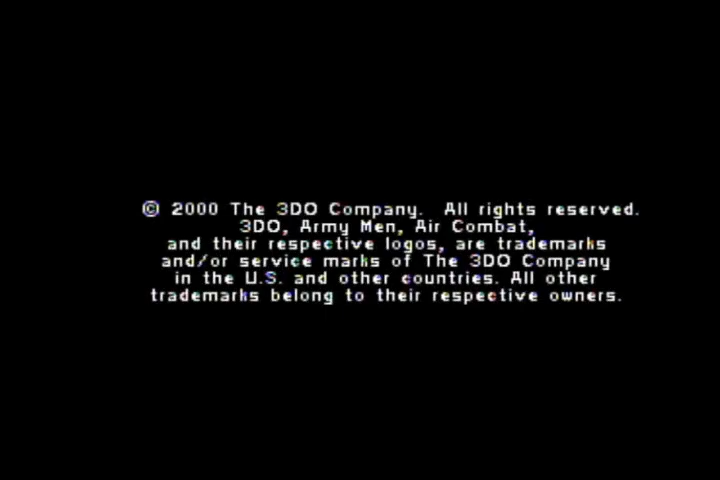 © 2000 The 3DO Company. All rights reserved.
3DO, Army Men, Air Combat,
and their respective logos, are trademarks
and/or service marks of The 3DO Company
in the U.S. and other countries. All other
trademarks belong to their respective owners.